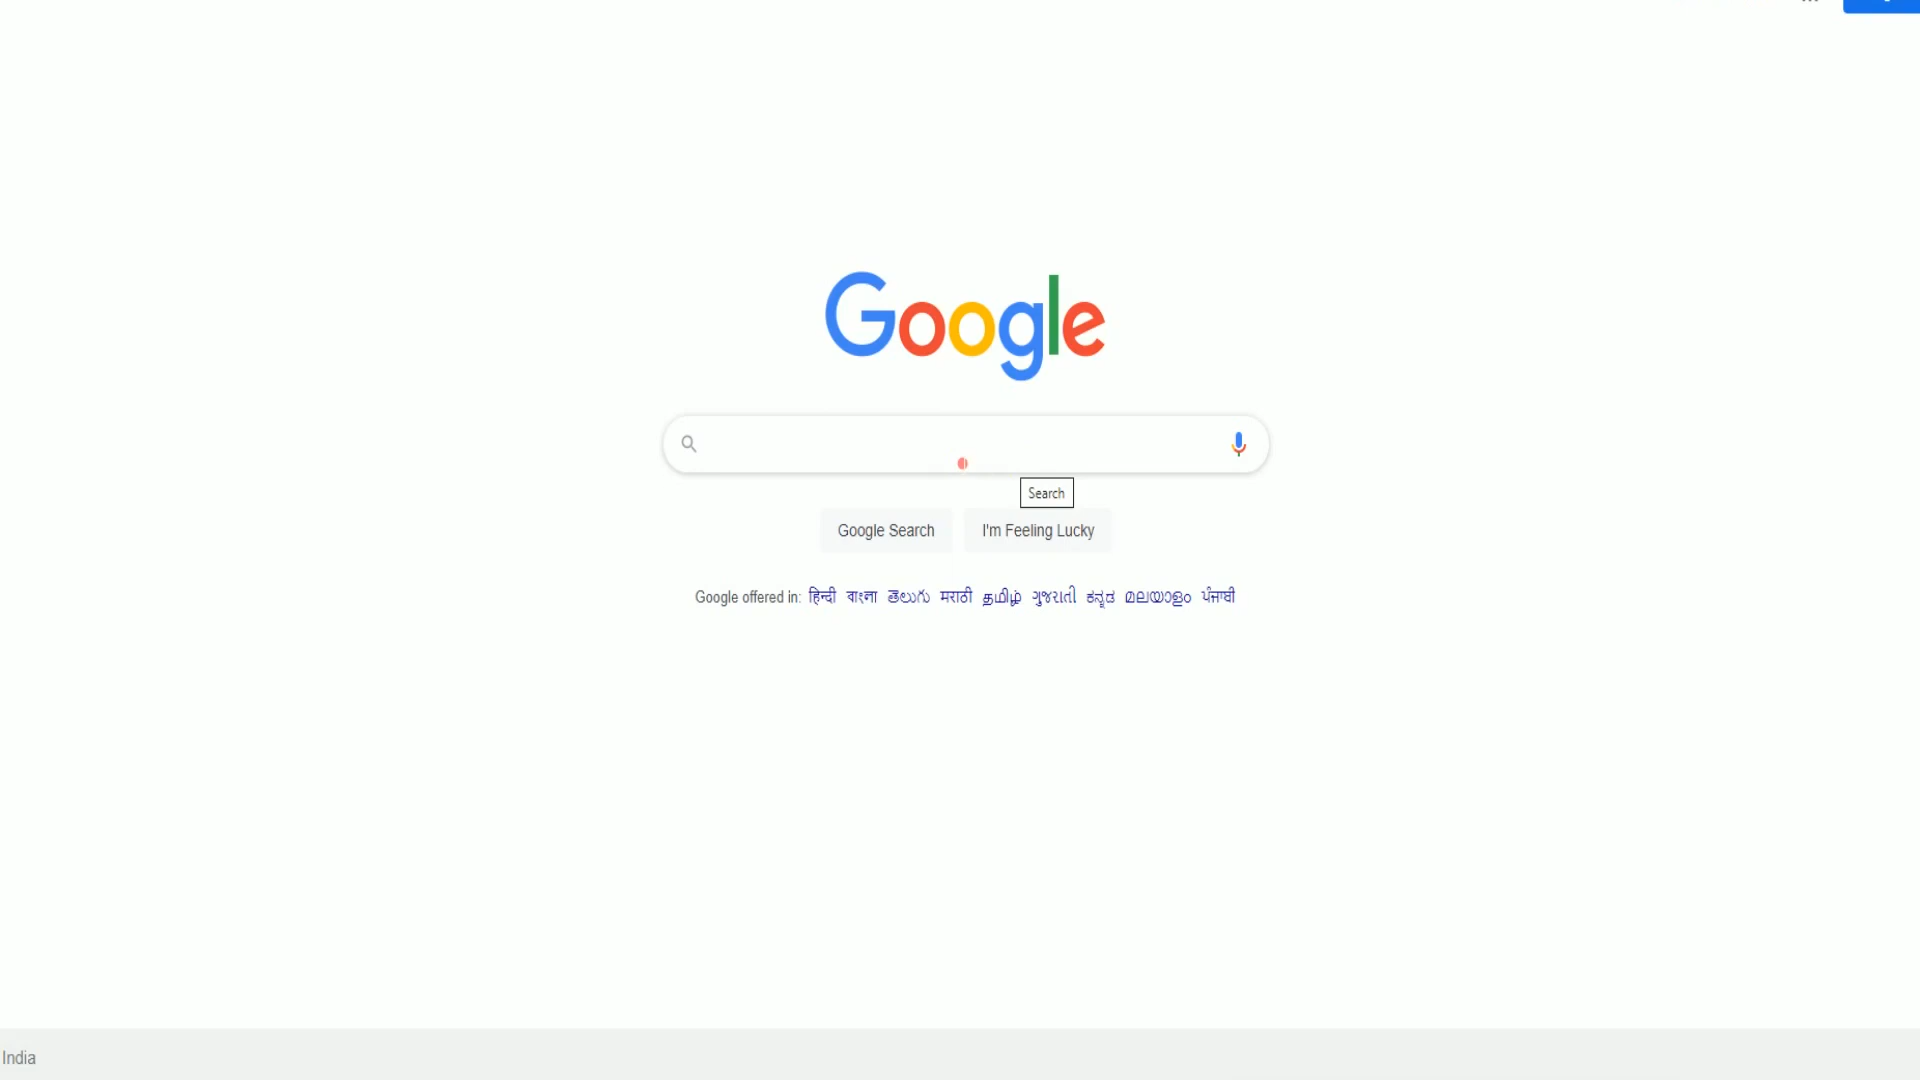 Google
Search
Google Search I'm Feeling Lucky
Google offered in: हिन्दी বাংলা తెలుగు मराठी தமிழ் ગુજરાતી ಕನ್ನಡ മലയാളം ਪੰਜਾਬੀ
India